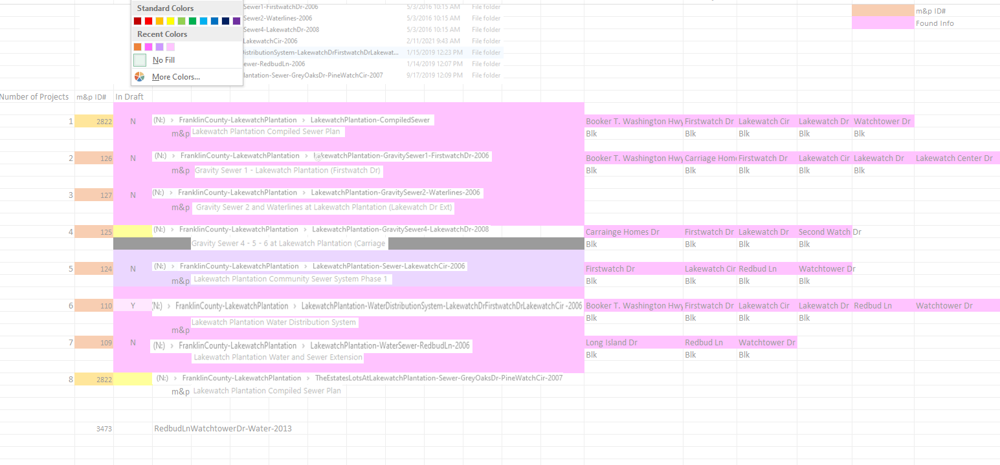 Standard Colors
Sewer1-FirstwatchDr-2006 5/3/2016 10:15 AM File folder
m&p ID#
Sewer2-Waterlines-2006 5/3/2016 10:15 AM File folder
Found Info
Sewer4-LakewatchDr-2008 5/3/2016 10:15 AM File folder
Recent Colors
LakewatchCir-2006 2/11/2021 9:43 AM File folder
DistributionSystem-LakewatchDrFirstwatchDrLakewat... 1/15/2019 12:23 PM File folder
No Fill
ewer-RedbudLn-2006 1/14/2019 12:07 PM File folder
More Colors...
lantation-Sewer-GreyOaksDr-PineWatchCir-2007 9/17/2019 12:09 PM File folder
Number of Projects m&p ID# In Draft
1 2822 N (N:) › FranklinCounty-LakewatchPlantation › LakewatchPlantation-CompiledSewer Booker T. Washington Hwy Firstwatch Dr Lakewatch Cir Lakewatch Dr Watchtower Dr
m&p Lakewatch Plantation Compiled Sewer Plan Blk Blk Blk Blk Blk
2 126 N (N:) › FranklinCounty-LakewatchPlantation › LakewatchPlantation-GravitySewer1-FirstwatchDr-2006 Booker T. Washington Hwy Carriage Hom Firstwatch Dr Lakewatch Cir Lakewatch Dr Lakewatch Center Dr
m&p Gravity Sewer 1 - Lakewatch Plantation (Firstwatch Dr) Blk Blk Blk Blk Blk
3 127 N (N:) › FranklinCounty-LakewatchPlantation › LakewatchPlantation-GravitySewer2-Waterlines-2006
m&p Gravity Sewer 2 and Waterlines at Lakewatch Plantation (Lakewatch Dr Ext)
4 125 (N:) › FranklinCounty-LakewatchPlantation › LakewatchPlantation-GravitySewer4-LakewatchDr-2008 Carrainge Homes Dr Firstwatch Dr Lakewatch Dr Second Watch Dr
Gravity Sewer 4 - 5 - 6 at Lakewatch Plantation (Carriage Blk Blk Blk Blk
5 124 N (N:) › FranklinCounty-LakewatchPlantation › LakewatchPlantation-Sewer-LakewatchCir-2006 Firstwatch Dr Lakewatch Cir Redbud Ln Watchtower Dr
m&p Lakewatch Plantation Community Sewer System Phase 1 Blk Blk Blk Blk
6 110 Y (N:) › FranklinCounty-LakewatchPlantation › LakewatchPlantation-WaterDistributionSystem-LakewatchDrFirstwatchDrLakewatchCir -2006 Booker T. Washington Hwy Firstwatch Dr Lakewatch Cir Lakewatch Dr Redbud Ln Watchtower Dr
Lakewatch Plantation Water Distribution System Blk Blk Blk Blk
m&p
7 109 N (N:) › FranklinCounty-LakewatchPlantation › LakewatchPlantation-WaterSewer-RedbudLn-2006 Long Island Dr Redbud Ln Watchtower Dr
Lakewatch Plantation Water and Sewer Extension Blk Blk Blk
8 2822 (N:) › FranklinCounty-LakewatchPlantation › TheEstatesLotsAtLakewatchPlantation-Sewer-GreyOaksDr-PineWatchCir-2007
m&p Lakewatch Plantation Compiled Sewer Plan
3473 RedbudLnWatchtowerDr-Water-2013